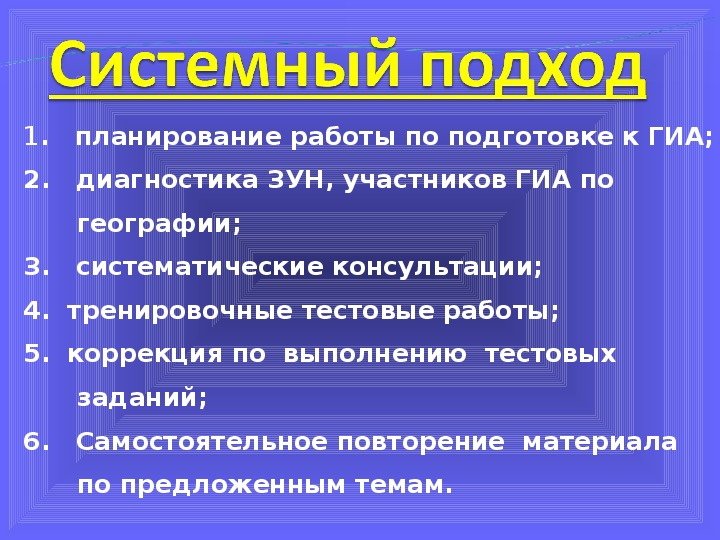 Системный подход
1. планирование работы по подготовке к ГИА;
2. диагностика ЗУН, участников ГИА по
географии;
3. систематические консультации;
4. тренировочные тестовые работы;
5. коррекция по выполнению тестовых
заданий;
6. Самостоятельное повторение материала
по предложенным темам.